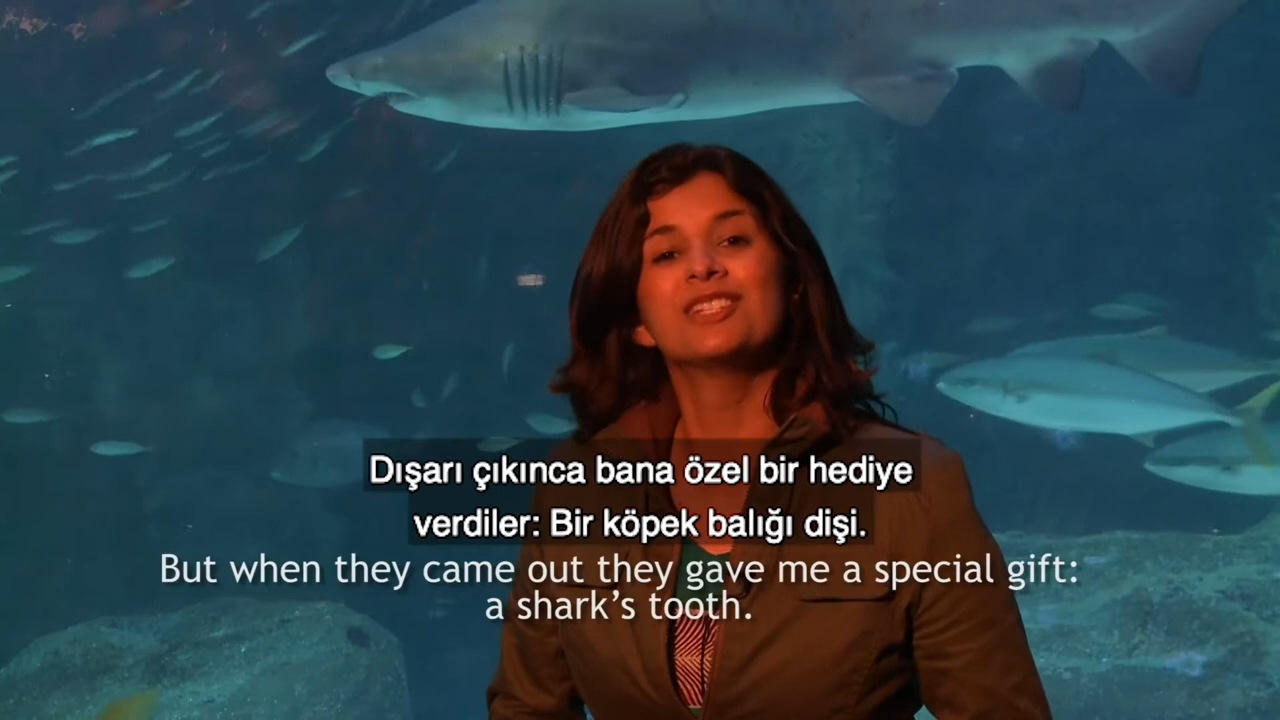 Dışarı çıkınca bana özel bir hediye
verdiler: Bir köpek balığı dişi.
But when they came out they gave me a special gift:
a shark's tooth.